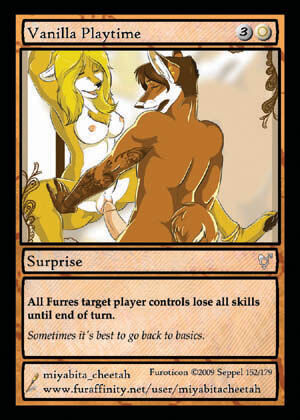 Vanilla Playtime 3
Surprise
All Furres target player controls lose all skills
until end of turn.
Sometimes it's best to go back to basics.
miyabita_cheetah Furoticon ©2009 Seppel 152/179
www.furaffinity.net/user/miyabitacheetah